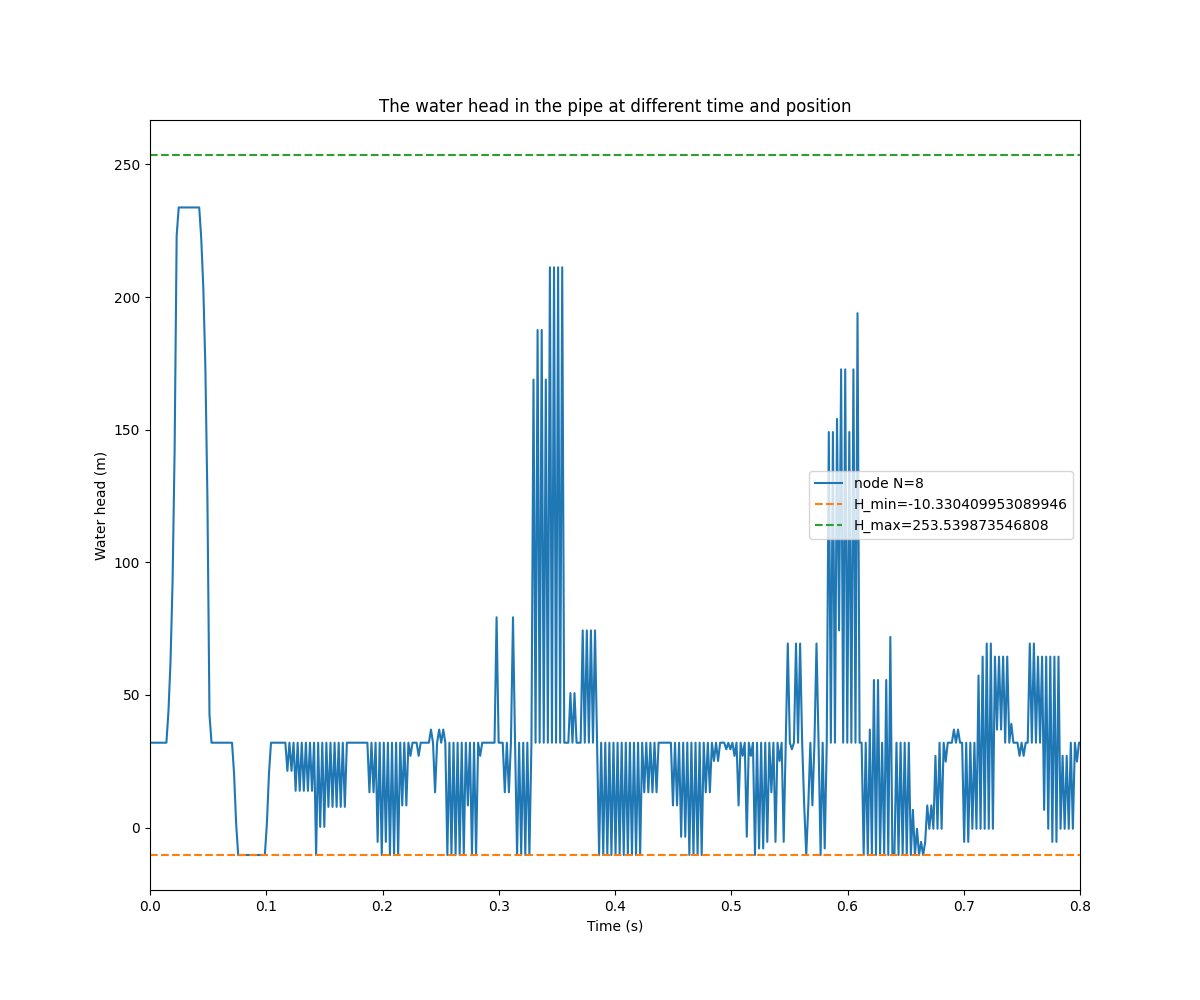 The water head in the pipe at different time and position
Water head (m)
250
200
150
100
50
0
node N=8
H_min=-10.330409953089946
H_max=253.539873546808
0.0 0.1 0.2 0.3 0.4 0.5 0.6 0.7 0.8
Time (s)